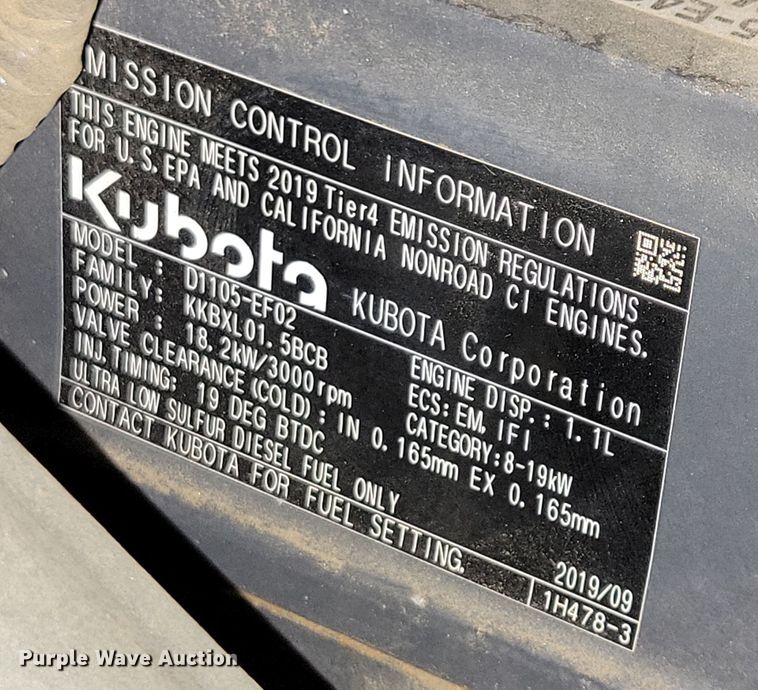 EMISSION CONTROL iNFORMATION
THIS ENGINE MEETS 2019 Tier4 EMISSION REGULATIONS
FOR U.S.EPA AND CALIFORNIA NONROAD CI ENGINES.
Kubota KUBOTA Corporation
MODEL : D1105-EF02 ENGINE DISP.: 1.1L
FAMILY: KKBXL01.5BCB ECS:EM, IFi
POWER : 18.2kW/3000rpm CATEGORY:8-19kW
VALVE CLEARANCE(COLD): IN 0.165mm EX 0.165mm
INJ.TIMING: 19 DEG BTDC
ULTRA LOW SULFUR DIESEL FUEL ONLY 2019/09
CONTACT KUBOTA FOR FUEL SETTING. 1H478-3
Purple Wave Auction